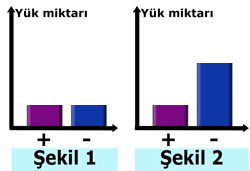 Yük miktarı
Yük miktarı
+ -
+ -
Şekil 1
Şekil 2